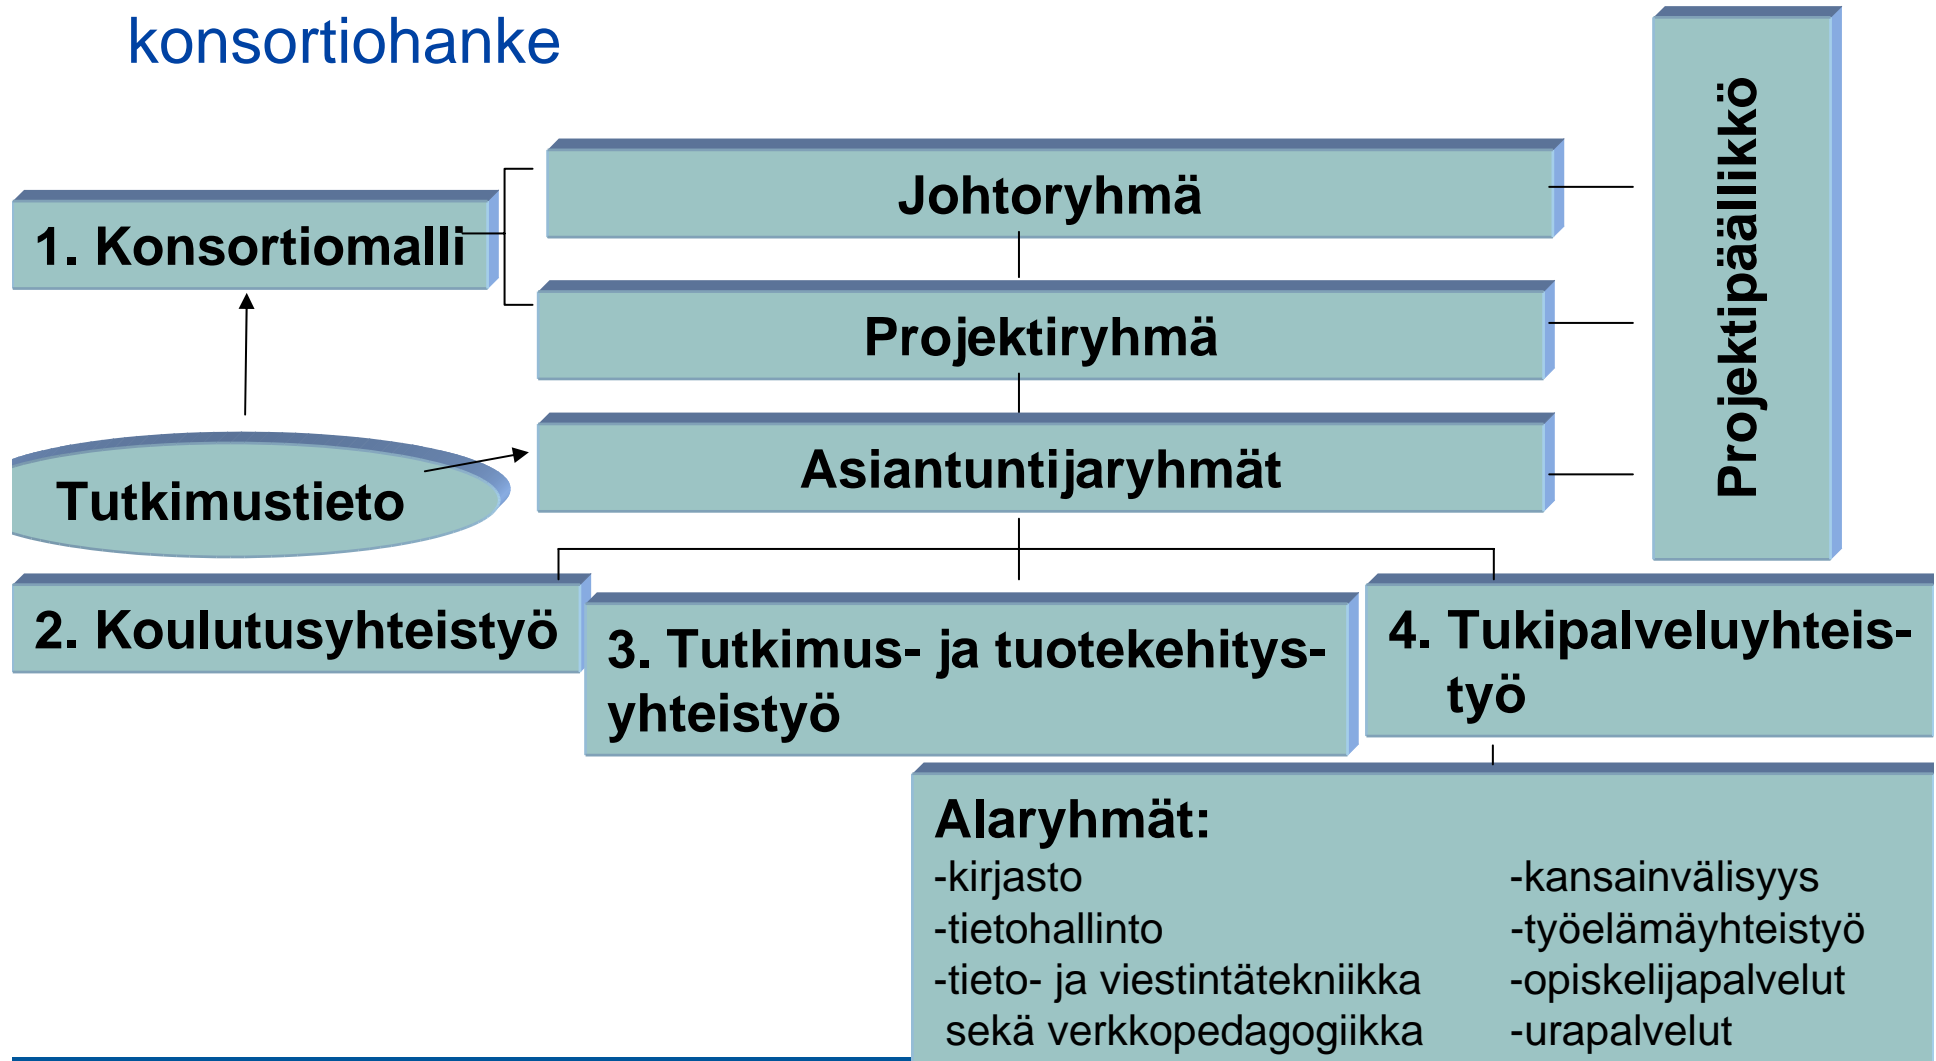 konsortiohanke
Johtoryhmä
1. Konsortiomalli
Projektiryhmä
Projektipäällikkö
Asiantuntijaryhmät
Tutkimustieto
2. Koulutusyhteistyö
3. Tutkimus- ja tuotekehitys-
yhteistyö
4. Tukipalveluyhteis-
työ
Alaryhmät:
-kirjasto
-tietohallinto
-tieto- ja viestintätekniikka
sekä verkkopedagogiikka
-kansainvälisyys
-työelämäyhteistyö
-opiskelijapalvelut
-urapalvelut